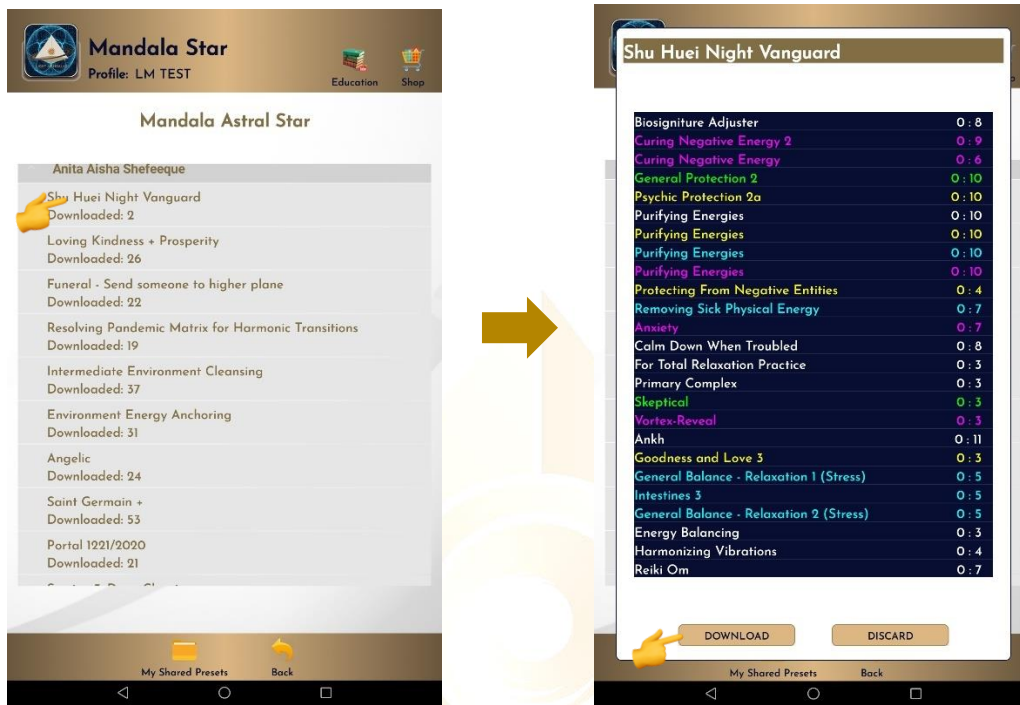 Mandala Star
Profile: LM TEST
Education
Shop
Mandala Astral Star
Anita Aisha Shefeeque
Shu Huei Night Vanguard
Downloaded: 2
Loving Kindness + Prosperity
Downloaded: 26
Funeral - Send someone to higher plane
Downloaded: 22
Resolving Pandemic Matrix for Harmonic Transitions
Downloaded: 19
Intermediate Environment Cleansing
Downloaded: 37
Environment Energy Anchoring
Downloaded: 31
Angelic
Downloaded: 24
Saint Germain +
Downloaded: 53
Portal 1221/2020
Downloaded: 21
My Shared Presets
Back
Shu Huei Night Vanguard
Biosigniture Adjuster 0 : 8
Curing Negative Energy 2 0 : 9
Curing Negative Energy 0 : 6
General Protection 2 0 : 10
Psychic Protection 2a 0 : 10
Purifying Energies 0 : 10
Purifying Energies 0 : 10
Purifying Energies 0 : 10
Purifying Energies 0 : 10
Protecting From Negative Entities 0 : 4
Removing Sick Physical Energy 0 : 7
Anxiety 0 : 7
Calm Down When Troubled 0 : 8
For Total Relaxation Practice 0 : 3
Primary Complex 0 : 3
Skeptical 0 : 3
Vortex-Reveal 0 : 3
Ankh 0 : 11
Goodness and Love 3 0 : 3
General Balance - Relaxation 1 (Stress) 0 : 5
Intestines 3 0 : 5
General Balance - Relaxation 2 (Stress) 0 : 5
Energy Balancing 0 : 3
Harmonizing Vibrations 0 : 4
Reiki Om 0 : 7
DOWNLOAD
DISCARD
My Shared Presets
Back